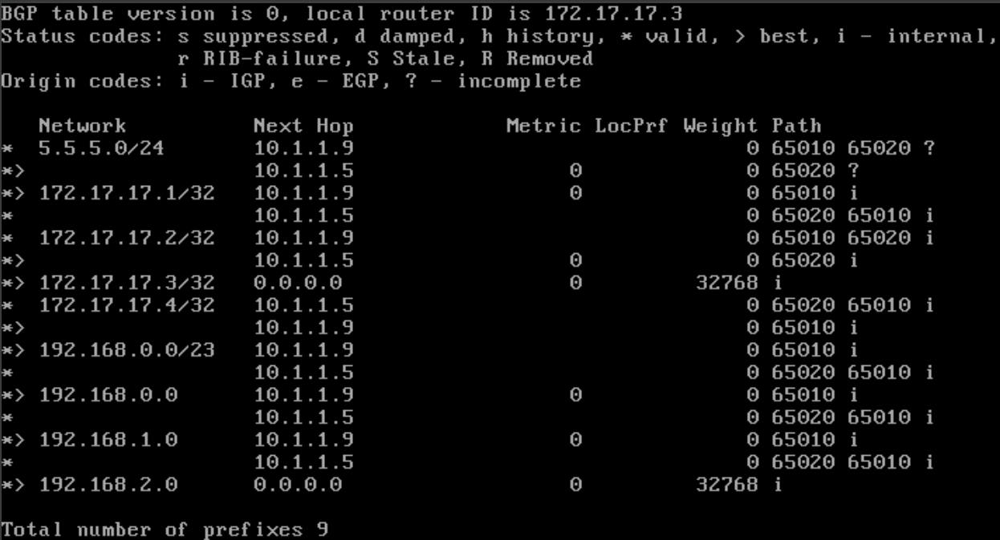 BGP table version is 0, local router ID is 172.17.17.3
Status codes: s suppressed, d damped, h history, * valid, > best, i - internal,
              r RIB-failure, S Stale, R Removed
Origin codes: i - IGP, e - EGP, ? - incomplete

   Network          Next Hop            Metric LocPrf Weight Path
*  5.5.5.0/24       10.1.1.9                               0 65010 65020 ?
*>                  10.1.1.5                 0             0 65020 ?
*> 172.17.17.1/32   10.1.1.9                 0             0 65010 i
*                   10.1.1.5                               0 65020 65010 i
*  172.17.17.2/32   10.1.1.9                               0 65010 65020 i
*>                  10.1.1.5                 0             0 65020 i
*> 172.17.17.3/32   0.0.0.0                  0         32768 i
*  172.17.17.4/32   10.1.1.5                               0 65020 65010 i
*>                  10.1.1.9                               0 65010 i
*> 192.168.0.0/23   10.1.1.9                               0 65010 i
*                   10.1.1.5                               0 65020 65010 i
*> 192.168.0.0      10.1.1.9                 0             0 65010 i
*                   10.1.1.5                               0 65020 65010 i
*> 192.168.1.0      10.1.1.9                 0             0 65010 i
*                   10.1.1.5                               0 65020 65010 i
*> 192.168.2.0      0.0.0.0                  0         32768 i

Total number of prefixes 9